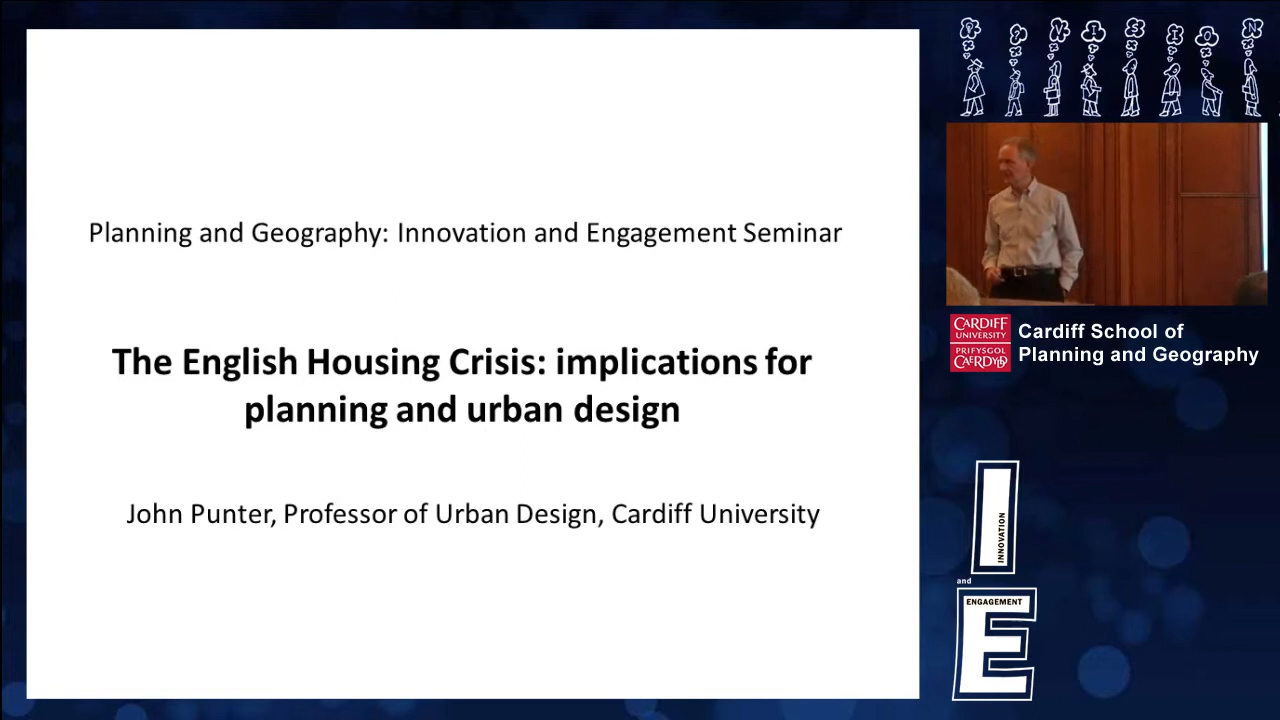 Planning and Geography: Innovation and Engagement Seminar
The English Housing Crisis: implications for
planning and urban design
John Punter, Professor of Urban Design, Cardiff University
? ? V I S I O N
CARDIFF
UNIVERSITY
PRIFYSGOL
CAERDYDD
Cardiff School of
Planning and Geography
I
INNOVATION
and
ENGAGEMENT
E